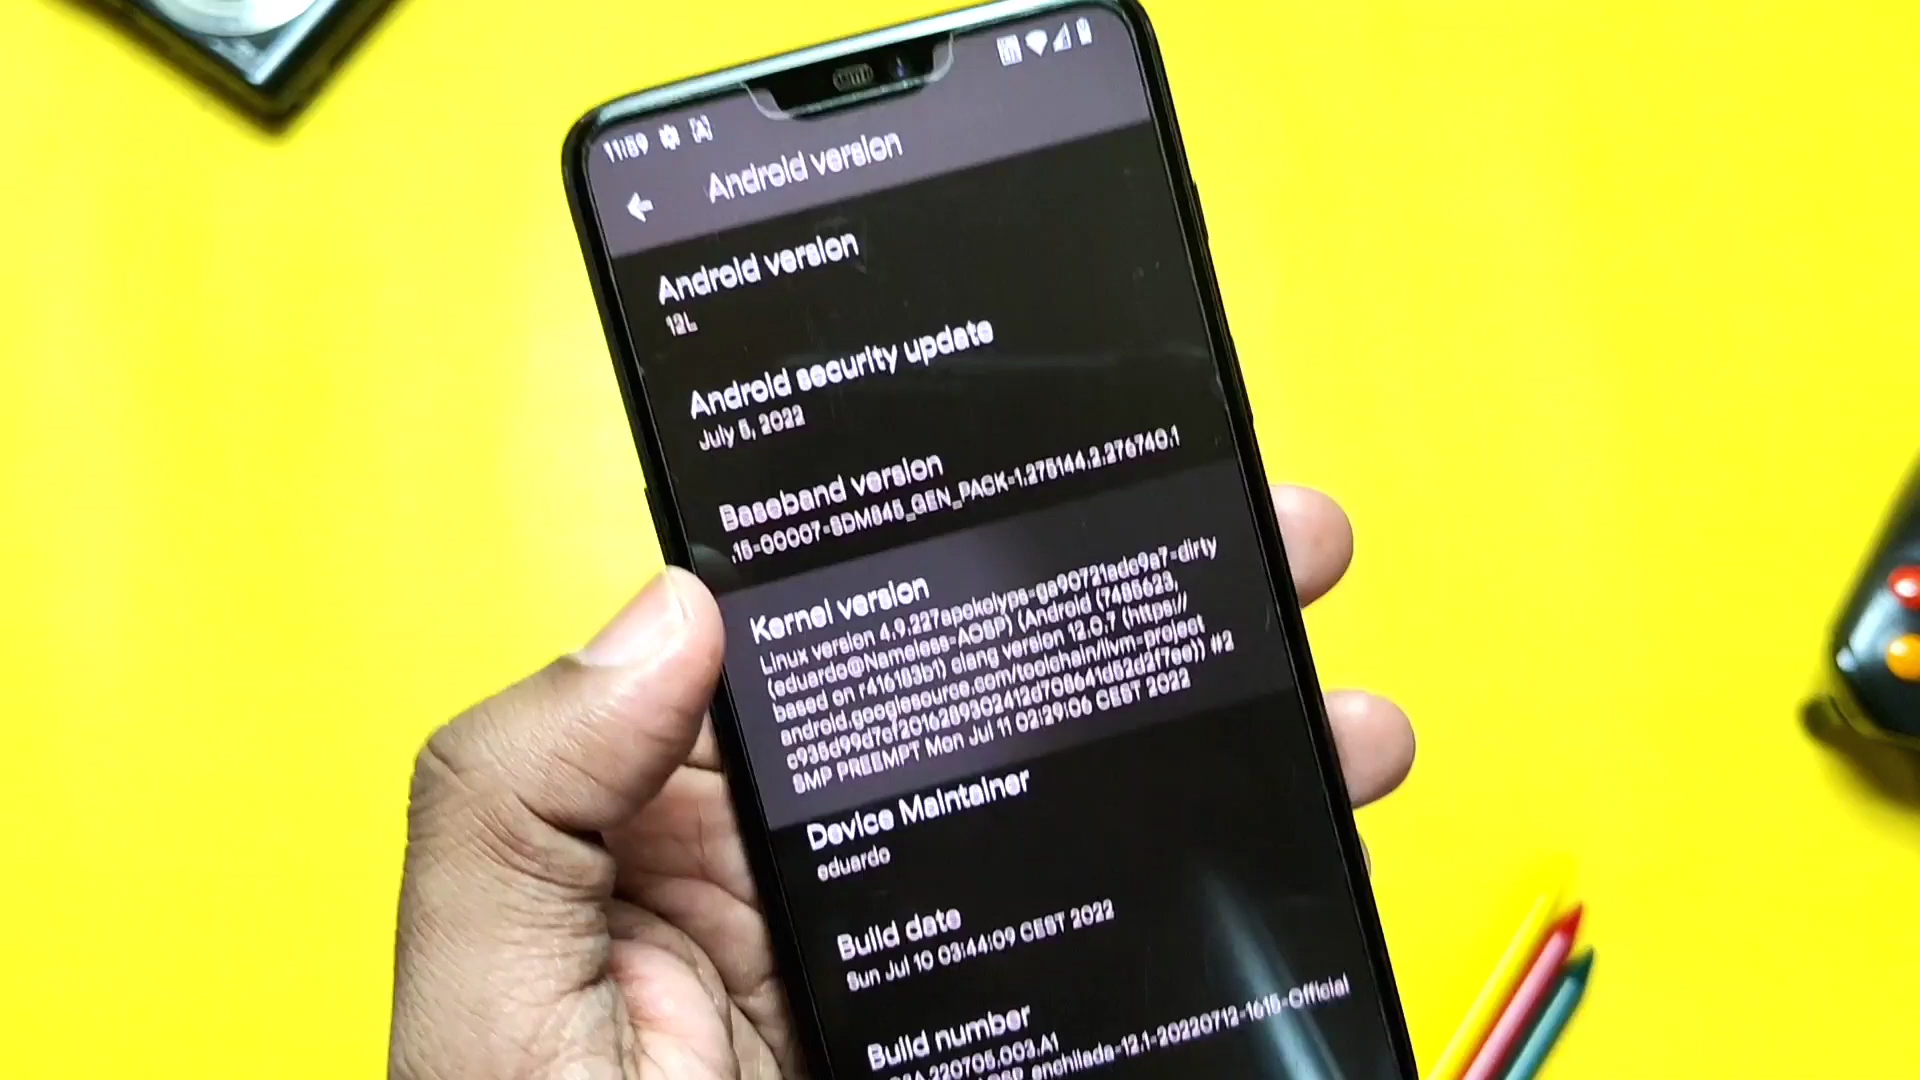 11:59
Android version
Android version
12L
Android security update
July 5, 2022
Baseband version
.15-00007-SDM845_GEN_PACK-1.275144.2.276740.1
Kernel version
Linux version 4.9.227apokolyps-ga90721adc9a7-dirty
(eduardo@Nameless-AOSP) (Android (7485623,
based on r416183b1) clang version 12.0.7 (https://
android.googlesource.com/toolchain/llvm-project
c935d99d7cf2016289302412d708641d52d2f7ee)) #2
SMP PREEMPT Mon Jul 11 02:29:06 CEST 2022
Device Maintainer
eduardo
Build date
Sun Jul 10 03:44:09 CEST 2022
Build number
220705.003.A1
enchilada-12.1-20220712-1615-Official